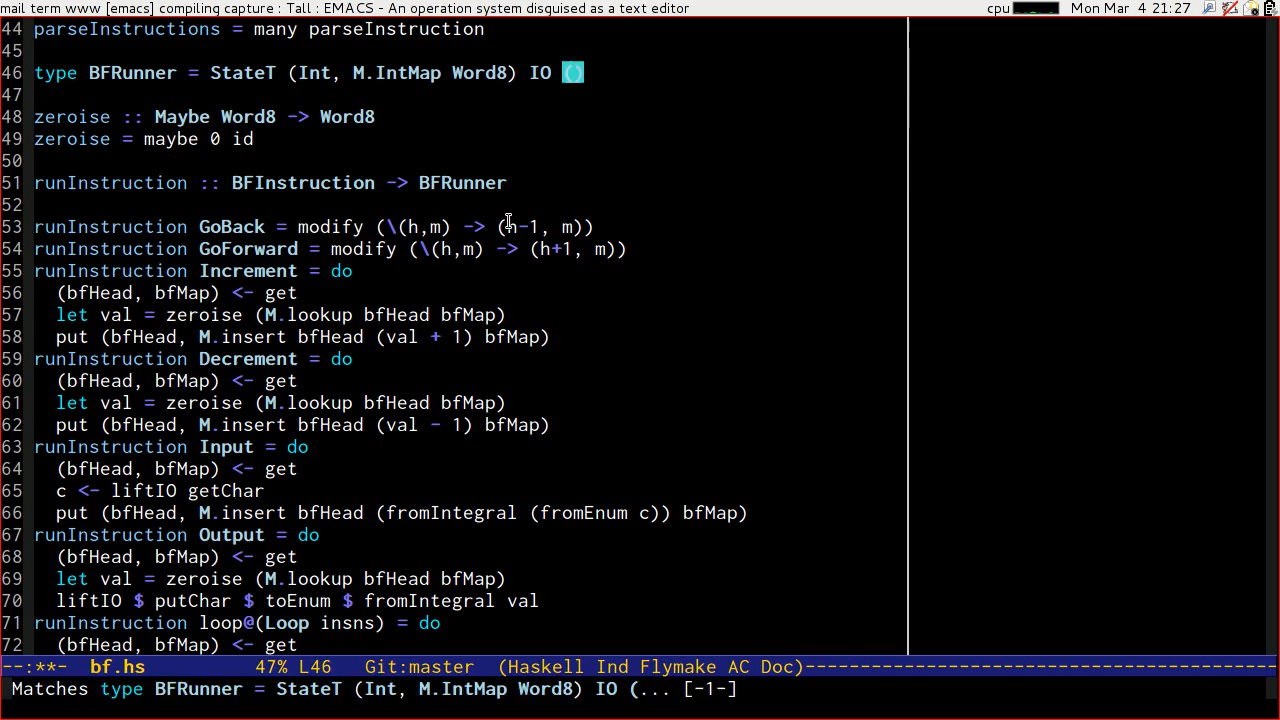 mail term www [emacs] compiling capture : Tall : EMACS - An operation system disguised as a text editor cpu Mon Mar 4 21:27
44 parseInstructions = many parseInstruction
45
46 type BFRunner = StateT (Int, M.IntMap Word8) IO ()
47
48 zeroise :: Maybe Word8 -> Word8
49 zeroise = maybe 0 id
50
51 runInstruction :: BFInstruction -> BFRunner
52
53 runInstruction GoBack = modify (\(h,m) -> (h-1, m))
54 runInstruction GoForward = modify (\(h,m) -> (h+1, m))
55 runInstruction Increment = do
56   (bfHead, bfMap) <- get
57   let val = zeroise (M.lookup bfHead bfMap)
58   put (bfHead, M.insert bfHead (val + 1) bfMap)
59 runInstruction Decrement = do
60   (bfHead, bfMap) <- get
61   let val = zeroise (M.lookup bfHead bfMap)
62   put (bfHead, M.insert bfHead (val - 1) bfMap)
63 runInstruction Input = do
64   (bfHead, bfMap) <- get
65   c <- liftIO getChar
66   put (bfHead, M.insert bfHead (fromIntegral (fromEnum c)) bfMap)
67 runInstruction Output = do
68   (bfHead, bfMap) <- get
69   let val = zeroise (M.lookup bfHead bfMap)
70   liftIO $ putChar $ toEnum $ fromIntegral val
71 runInstruction loop@(Loop insns) = do
72   (bfHead, bfMap) <- get
--:**- bf.hs 47% L46 Git:master (Haskell Ind Flymake AC Doc)--------------------------------------------
Matches type BFRunner = StateT (Int, M.IntMap Word8) IO (... [-1-]